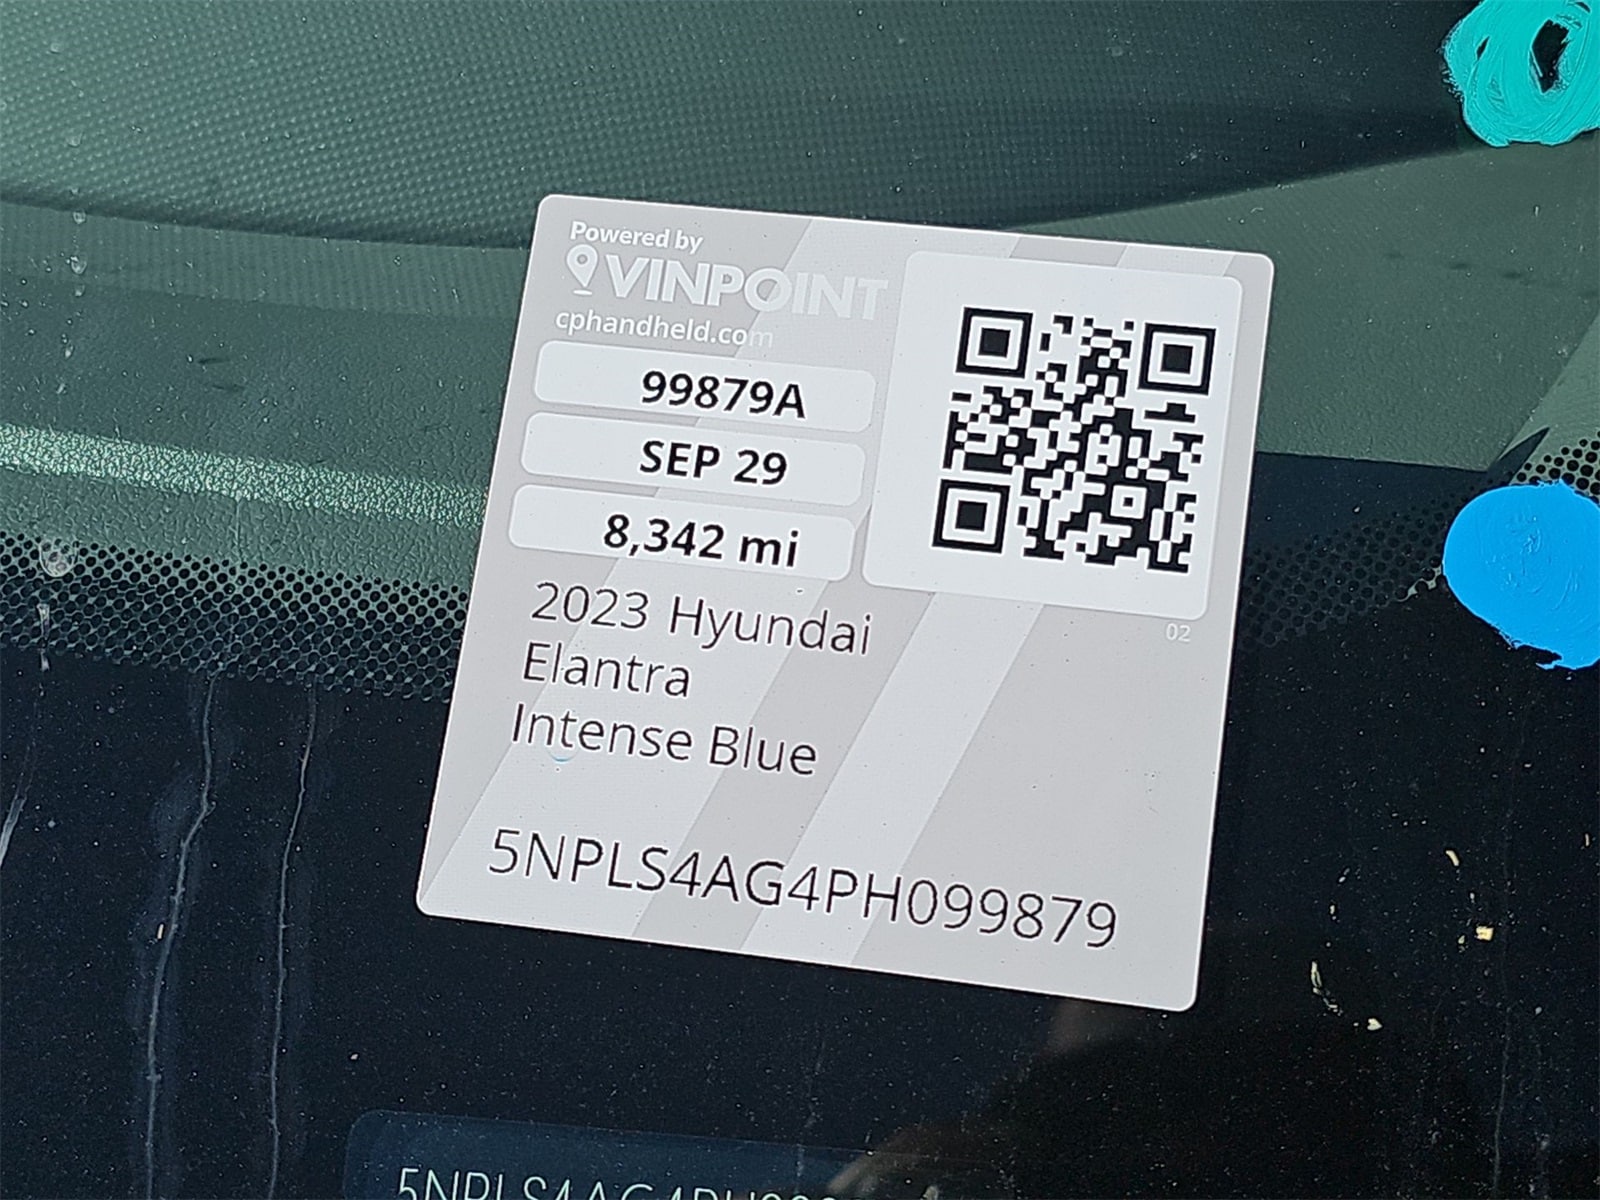 Powered by
VINPOINT
cphandheld.com
99879A
SEP 29
8,342 mi
2023 Hyundai
Elantra
Intense Blue
02
5NPLS4AG4PH099879